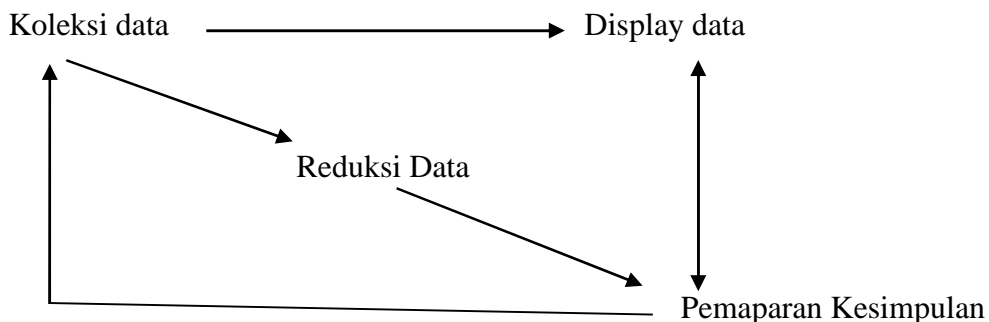 Koleksi data
Display data
Reduksi Data
Pemaparan Kesimpulan